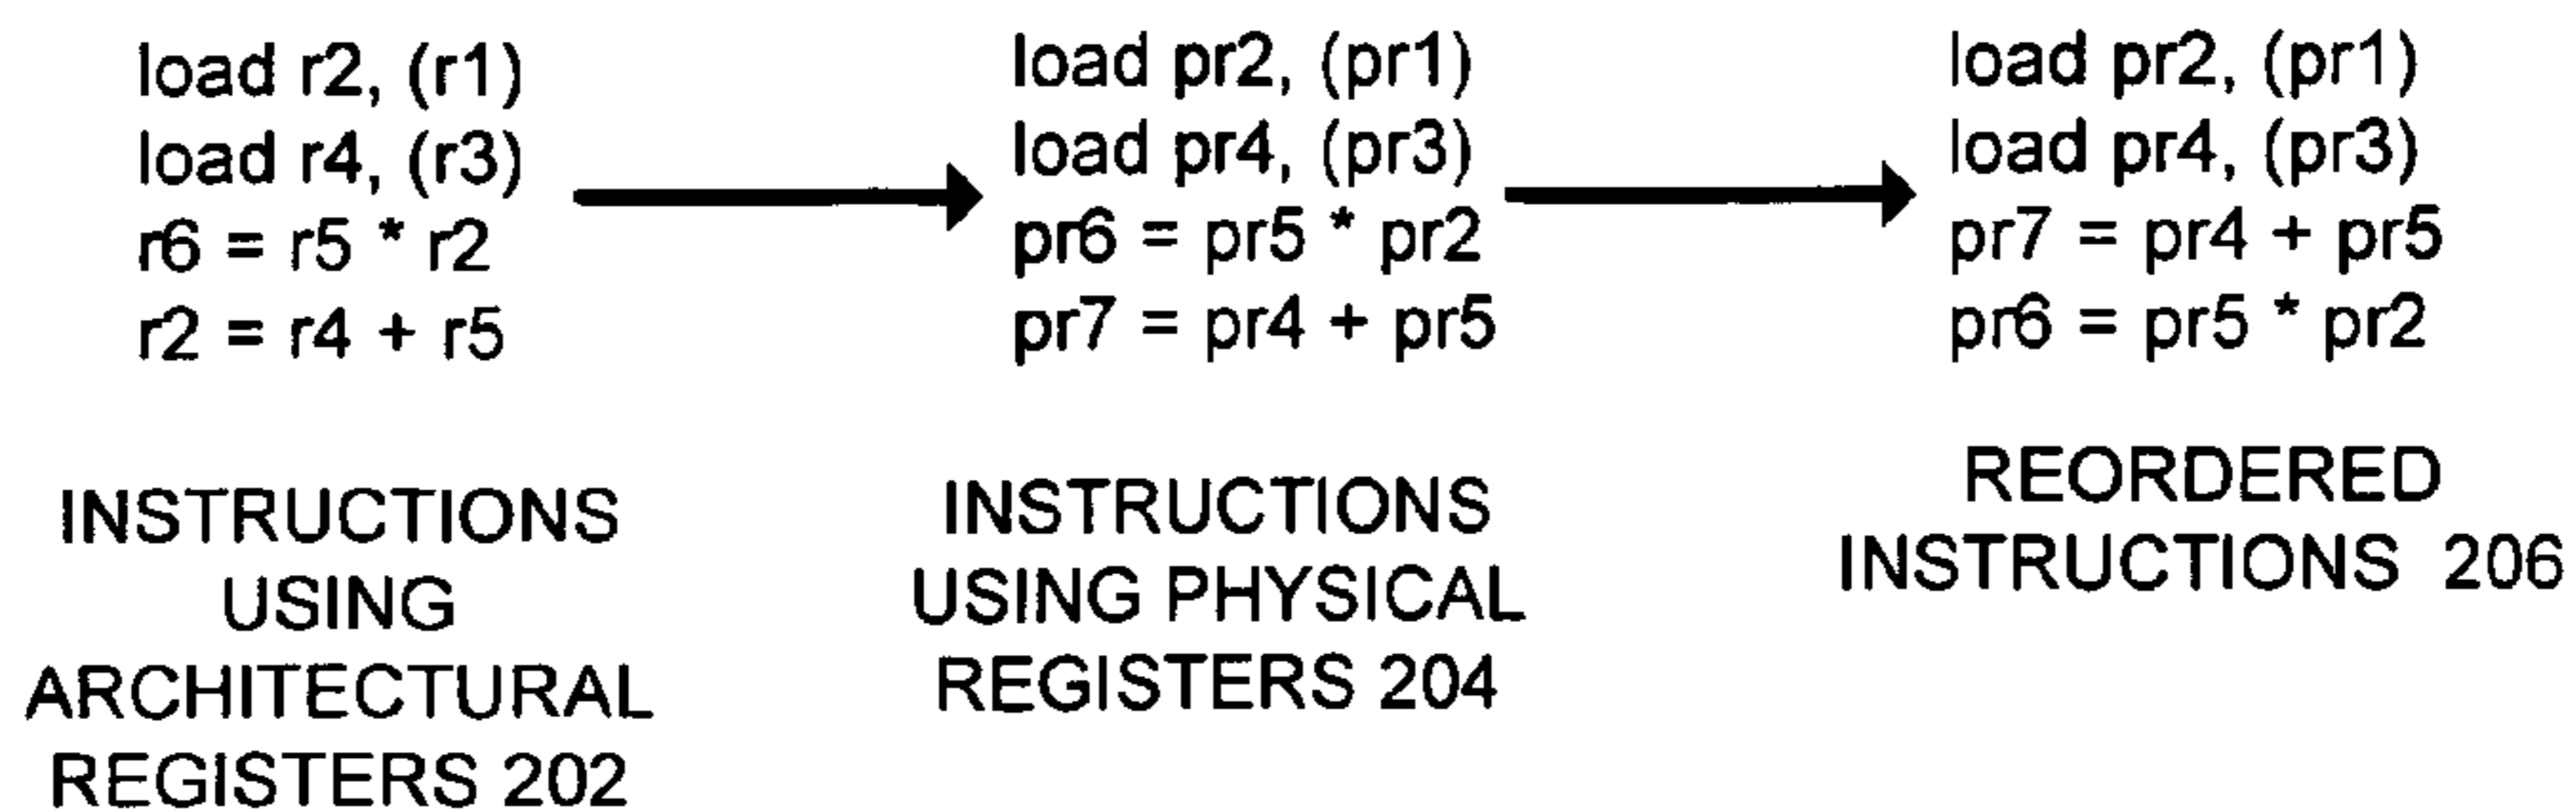 load r2, (r1)
load r4, (r3)
r6 = r5 * r2
r2 = r4 + r5
INSTRUCTIONS
USING
ARCHITECTURAL
REGISTERS 202
load pr2, (pr1)
load pr4, (pr3)
pr6 = pr5 * pr2
pr7 = pr4 + pr5
INSTRUCTIONS
USING PHYSICAL
REGISTERS 204
load pr2, (pr1)
load pr4, (pr3)
pr7 = pr4 + pr5
pr6 = pr5 * pr2
REORDERED
INSTRUCTIONS 206